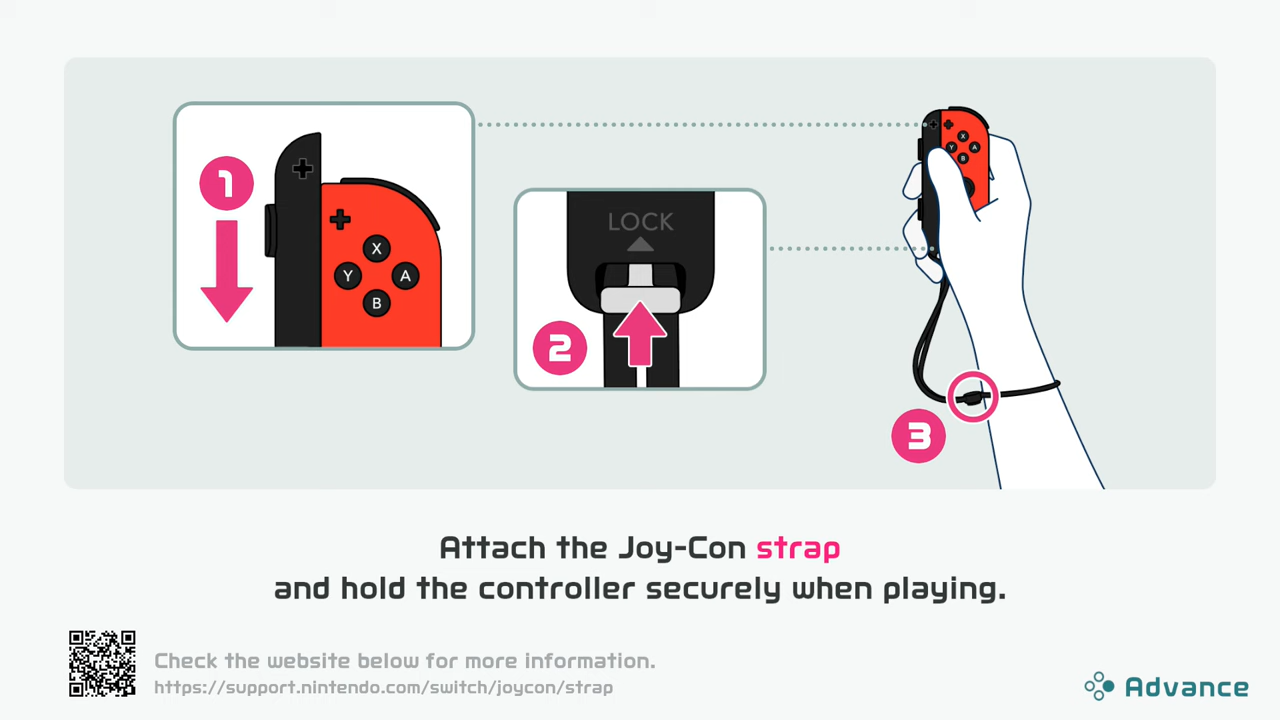 1
X
Y
A
B
LOCK
2
X
Y
A
B
3
Attach the Joy-Con strap
and hold the controller securely when playing.
Check the website below for more information.
https://support.nintendo.com/switch/joycon/strap
Advance